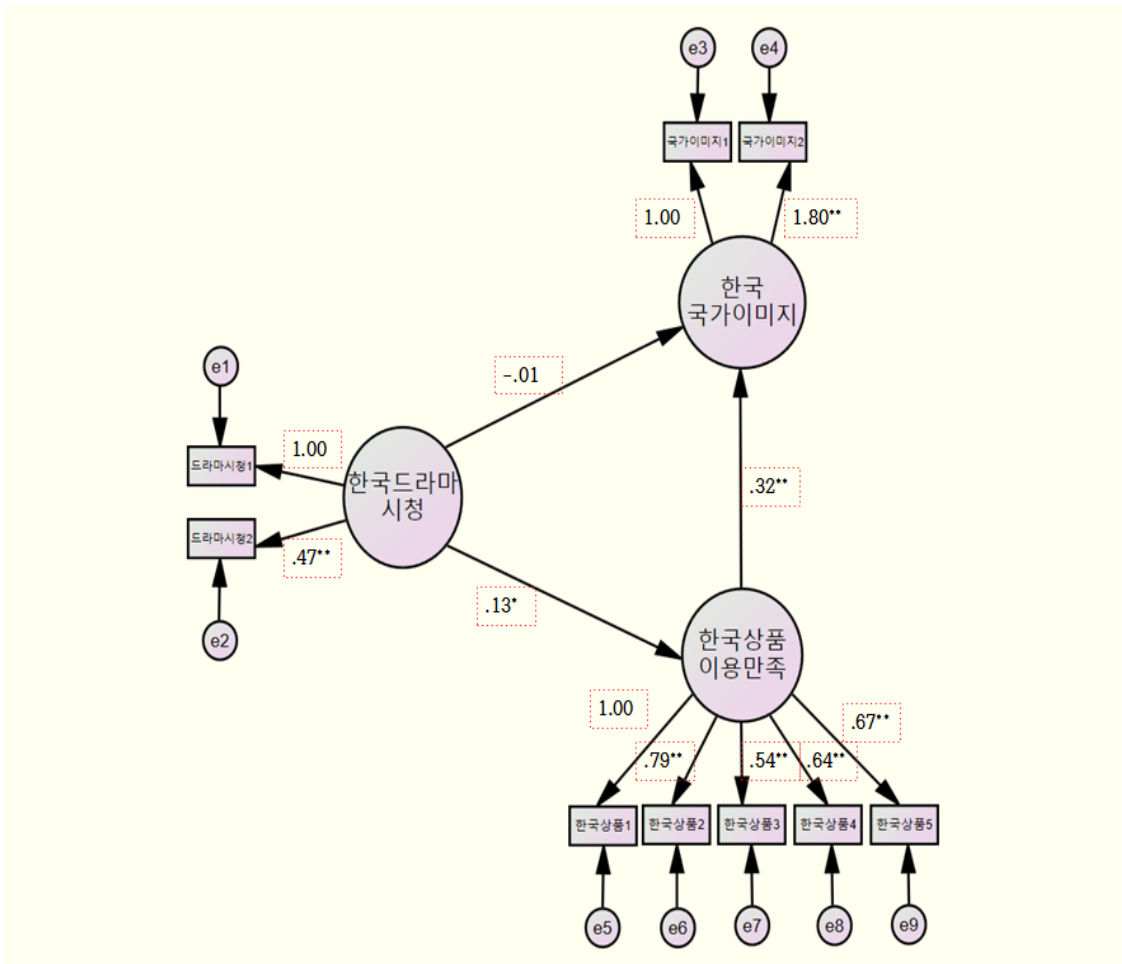 e3
e4
국가이미지1
국가이미지2
1.00
1.80**
한국
국가이미지
-.01
e1
드라마시청1
1.00
한국드라마
시청
드라마시청2
.47**
e2
.32**
.13*
한국상품
이용만족
1.00
.79**
.54**
.64**
.67**
한국상품1
한국상품2
한국상품3
한국상품4
한국상품5
e5
e6
e7
e8
e9